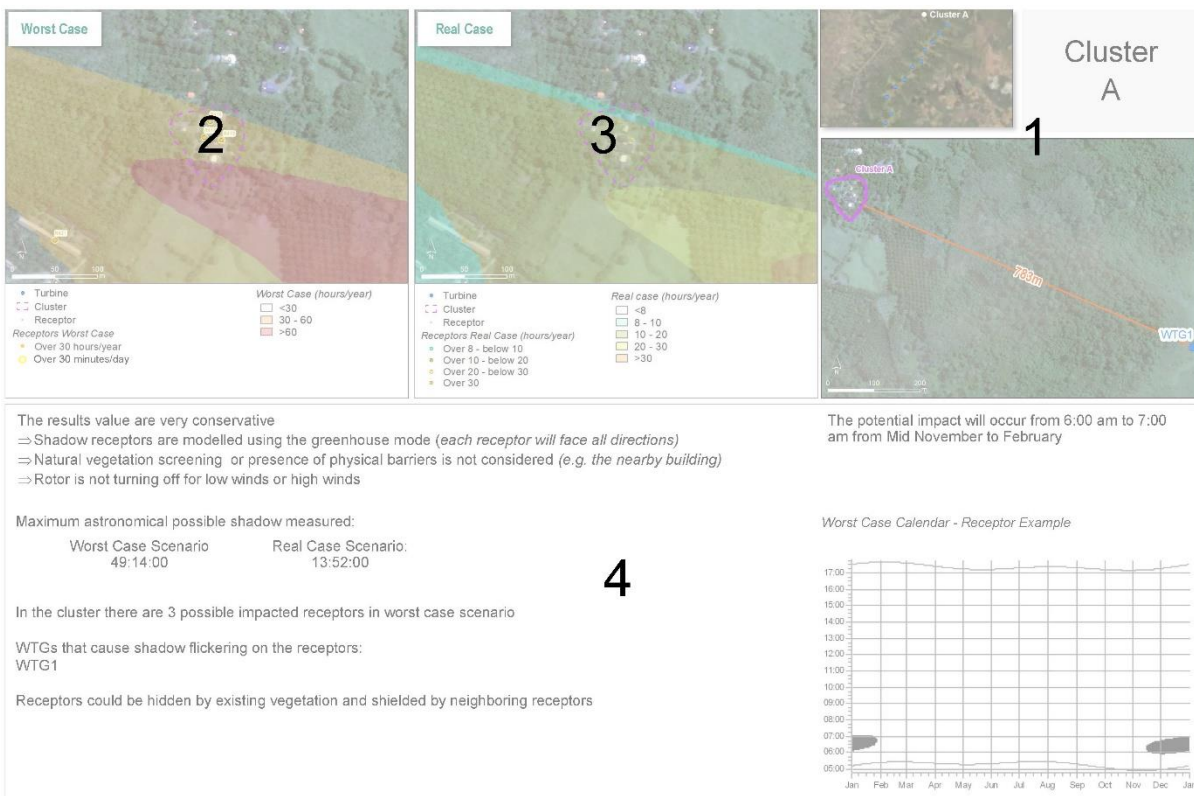 Worst Case
2
Real Case
3
Cluster A
Cluster
A
1
Cluster A
783m
WTG1
0 50 100
m
Turbine
Cluster
Receptor
Receptors Worst Case
Over 30 hours/year
Over 30 minutes/day
Worst Case (hours/year)
<30
30 - 60
>60
0 50 100
m
Turbine
Cluster
Receptor
Receptors Real Case (hours/year)
Over 8 - below 10
Over 10 - below 20
Over 20 - below 30
Over 30
Real case (hours/year)
<8
8 - 10
10 - 20
20 - 30
>30
0 100 200
The results value are very conservative
⇒ Shadow receptors are modelled using the greenhouse mode (each receptor will face all directions)
⇒ Natural vegetation screening or presence of physical barriers is not considered (e.g. the nearby building)
⇒ Rotor is not turning off for low winds or high winds
Maximum astronomical possible shadow measured:
Worst Case Scenario Real Case Scenario:
49:14:00 13:52:00
4
In the cluster there are 3 possible impacted receptors in worst case scenario
WTGs that cause shadow flickering on the receptors:
WTG1
Receptors could be hidden by existing vegetation and shielded by neighboring receptors
The potential impact will occur from 6:00 am to 7:00
am from Mid November to February
Worst Case Calendar - Receptor Example
17:00
16:00
15:00
14:00
13:00
12:00
11:00
10:00
09:00
08:00
07:00
06:00
05:00
Jan Feb Mar Apr May Jun Jul Aug Sep Oct Nov Dec Jan